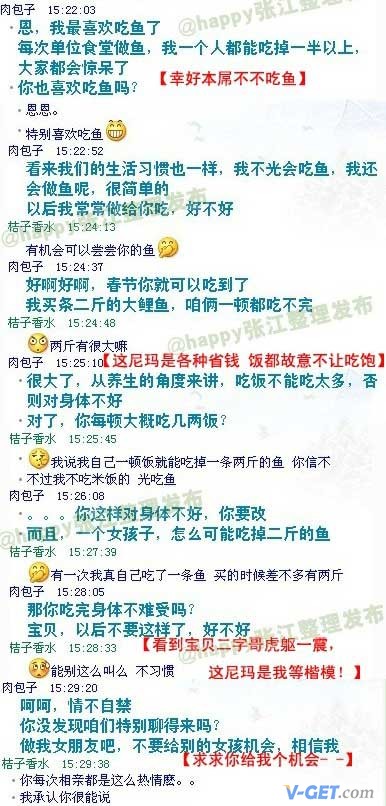 肉包子 15:22:03
恩，我最喜欢吃鱼了
每次单位食堂做鱼，我一个人都能吃掉一半以上，
大家都会惊呆了
你也喜欢吃鱼吗？
【幸好本屌不不吃鱼】
恩恩。
特别喜欢吃鱼
肉包子 15:22:52
看来我们的生活习惯也一样，我不光会吃鱼，我还
会做鱼呢，很简单的
以后我常常做给你吃，好不好
桔子香水 15:24:13
有机会可以尝尝你的鱼
肉包子 15:24:37
好啊好啊，春节你就可以吃到了
我买条二斤的大鲤鱼，咱俩一顿都吃不完
桔子香水 15:24:48
两斤有很大嘛
肉包子 15:25:10
【这尼玛是各种省钱 饭都故意不让吃饱】
很大了，从养生的角度来讲，吃饭不能吃太多，否
则对身体不好
对了，你每顿大概吃几两饭？
桔子香水 15:25:45
我说我自己一顿饭就能吃掉一条两斤的鱼 你信不
不过我不吃米饭的 光吃鱼
肉包子 15:26:08
。。。你这样对身体不好，你要改
而且，一个女孩子，怎么可能吃掉二斤的鱼
桔子香水 15:27:39
有一次我真自己吃了一条鱼 买的时候差不多有两斤
肉包子 15:28:05
那你吃完身体不难受吗？
宝贝，以后不要这样了，好不好
桔子香水 15:28:33
【看到宝贝二字哥虎躯一震，
这尼玛是我等楷模！】
能别这么叫么 不习惯
肉包子 15:29:20
呵呵，情不自禁
你没发现咱们特别聊得来吗？
做我女朋友吧，不要给别的女孩机会，相信我
桔子香水 15:29:38
【求求你给我个机会- -】
你每次相亲都是这么热情麽。。
我承认你很能说
@happy张江整理发布
@happy张江整理发布
@happy张江整理发布
@happy张江整理发布
@happy张江整理发布
V-GET.com